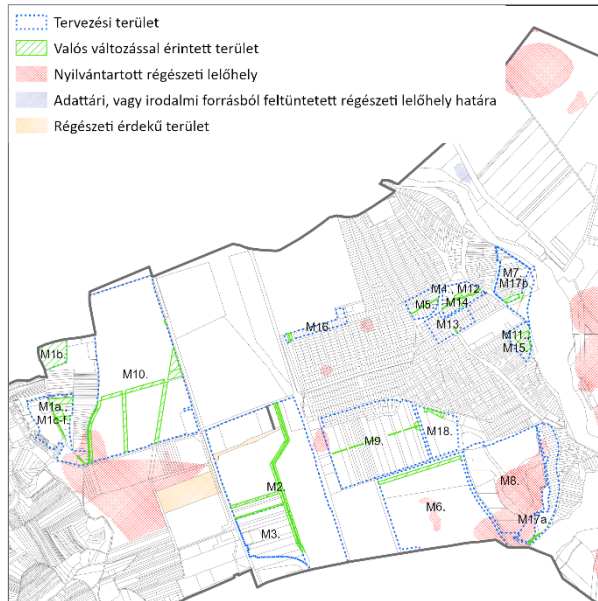 Tervezési terület
Valós változással érintett terület
Nyilvántartott régészeti lelőhely
Adattári, vagy irodalmi forrásból feltüntetett régészeti lelőhely határa
Régészeti érdekű terület
M7.
M17b.
M4., M12.
M5. M14.
M16.
M13.
M11.,
M15.
M1b.
M10.
M1a.,
M1c-f.
M9.
M18.
M2.
M8.
M6.
M17a.
M3.